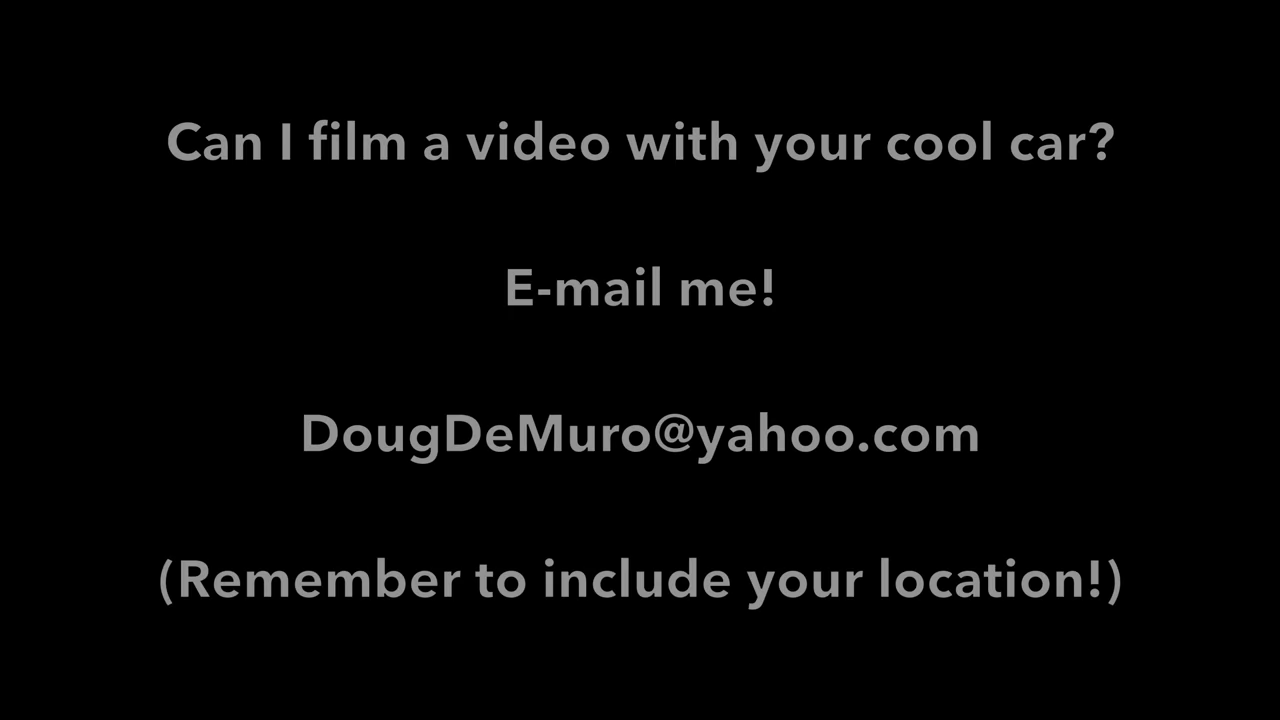 Can I film a video with your cool car?
E-mail me!
DougDeMuro@yahoo.com
(Remember to include your location!)